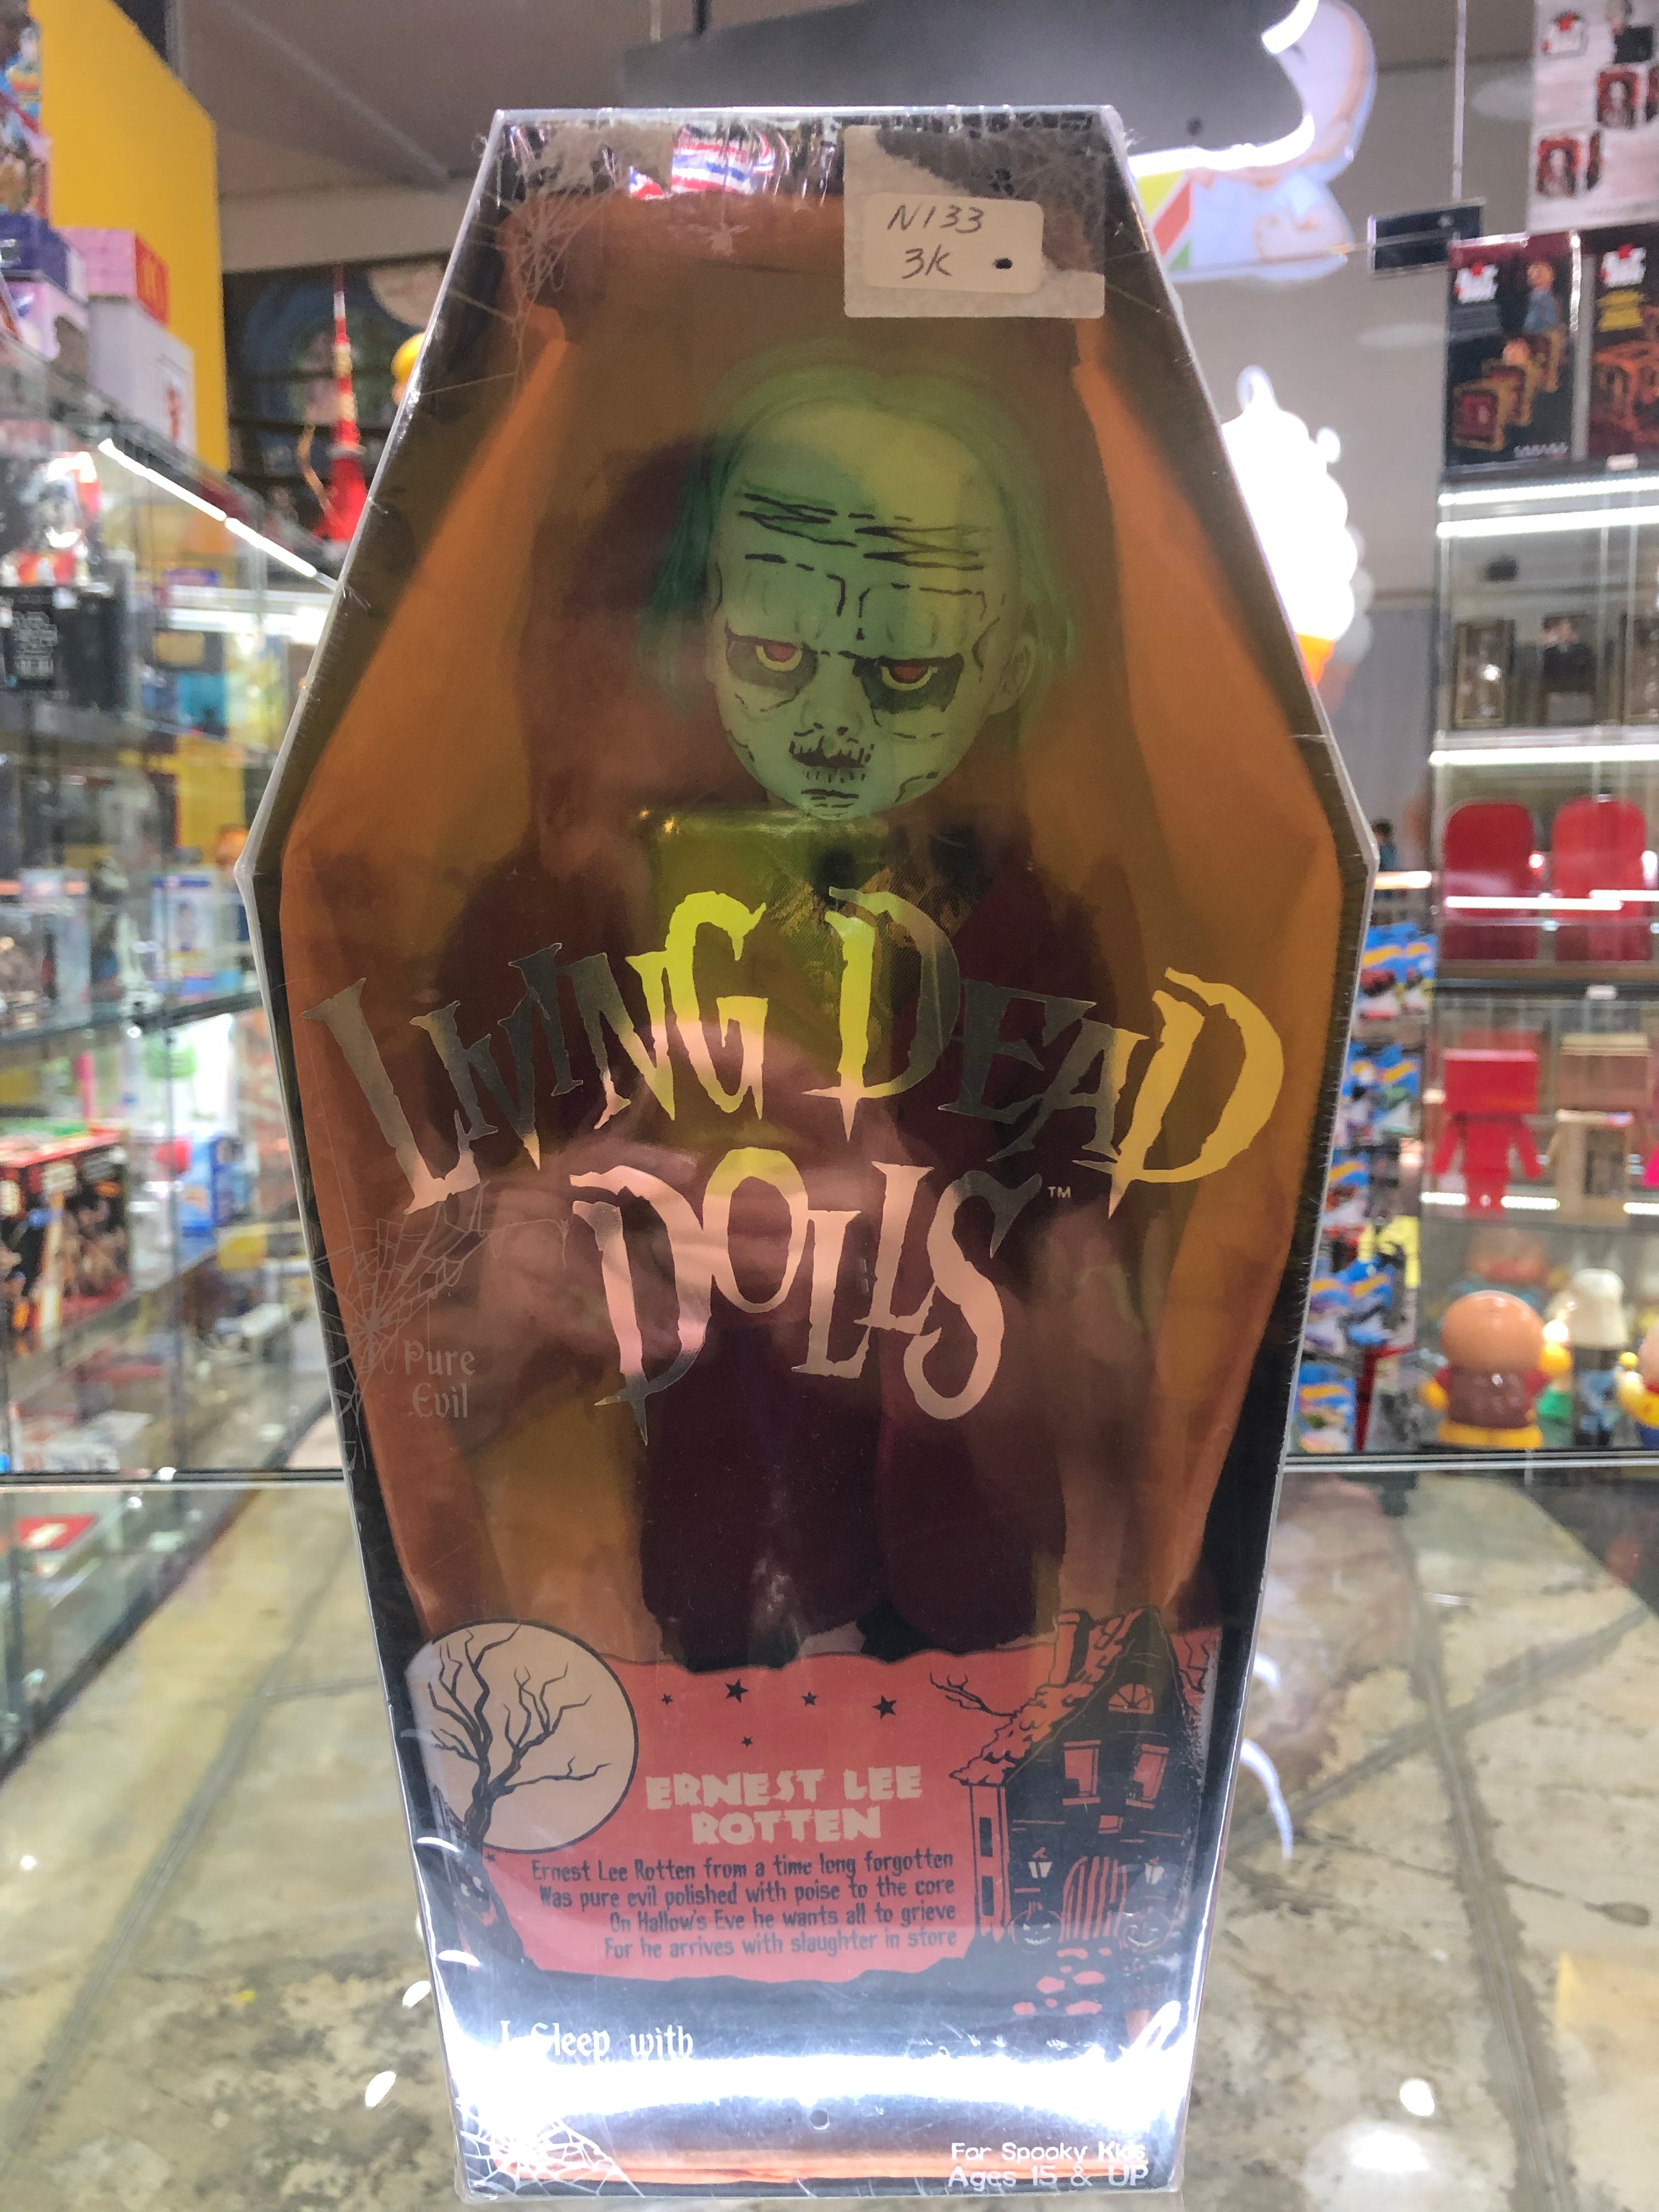 N133
3K
LIVING DEAD
DOLLS™
Pure
Evil
ERNEST LEE
ROTTEN
Ernest Lee Rotten from a time long forgotten
Was pure evil polished with poise to the core
On Hallow's Eve he wants all to grieve
For he arrives with slaughter in store
I Sleep with
For Spooky Kids
Ages 15 & UP